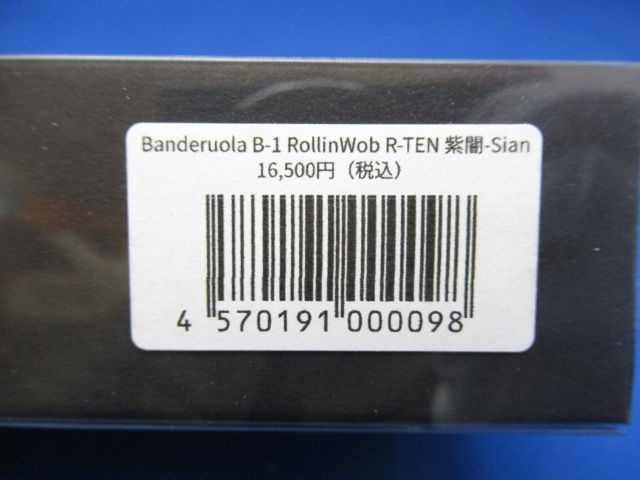 Banderuola B-1 RollinWob R-TEN 紫闇-Sian
16,500円（税込）
4 570191 000098